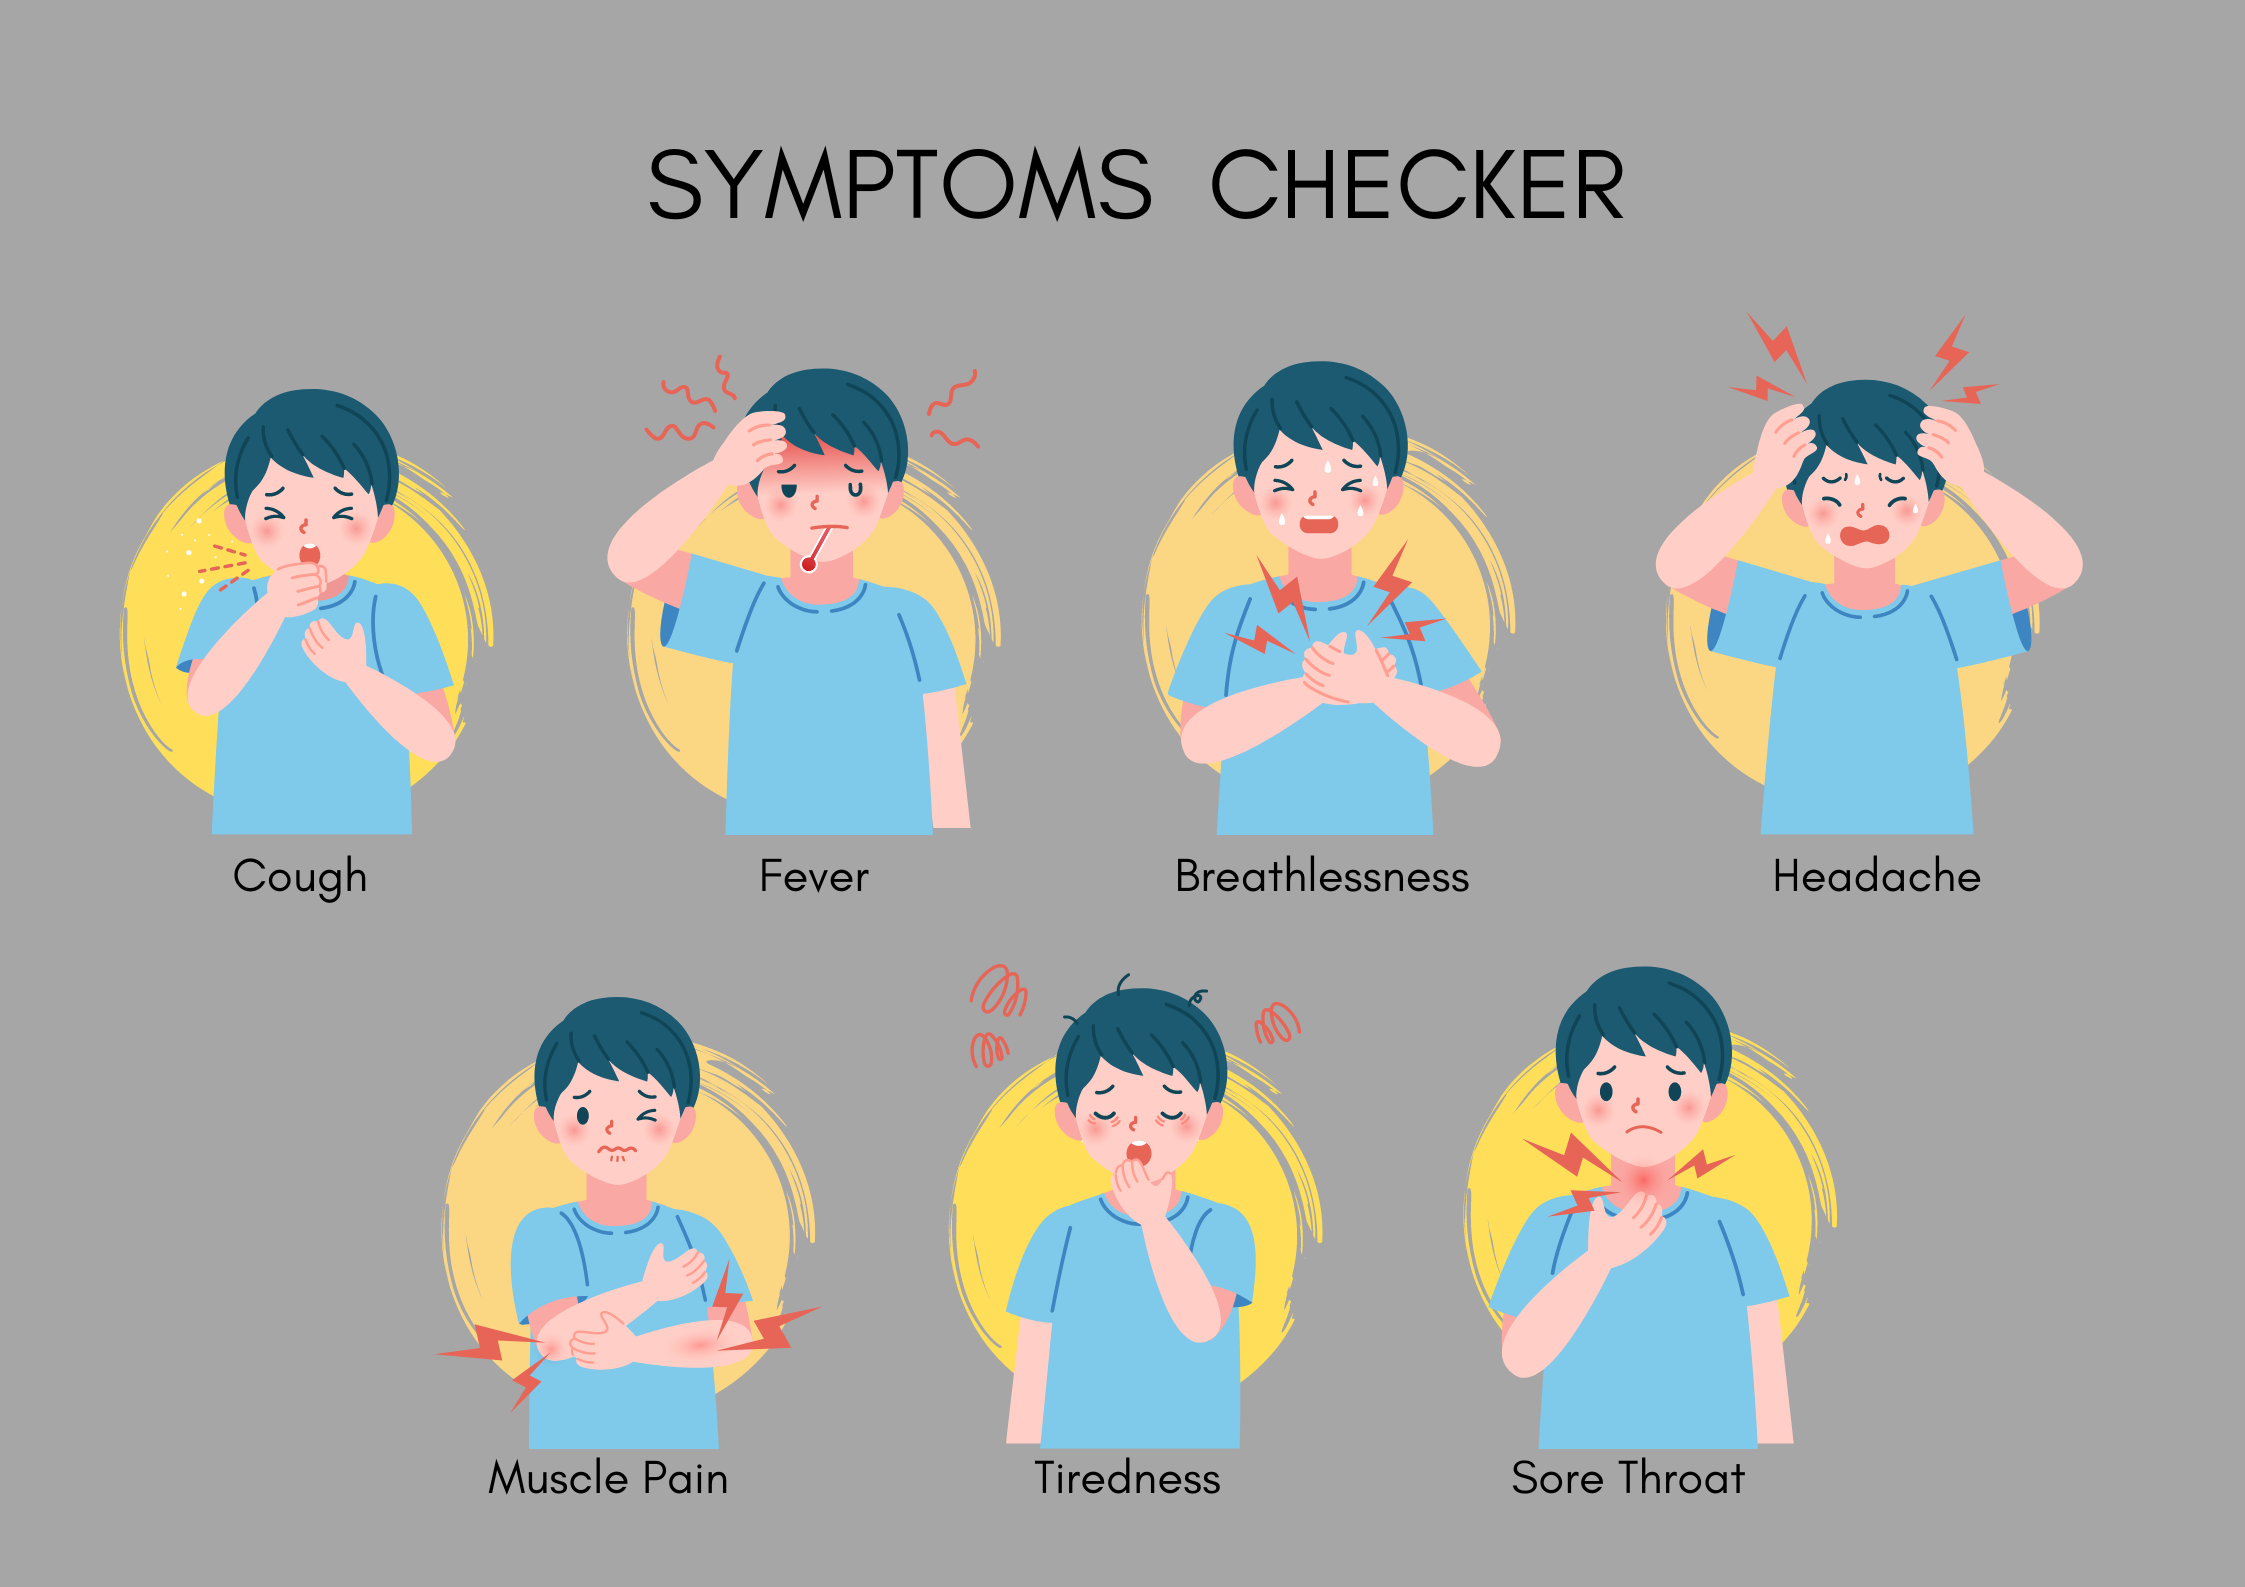 SYMPTOMS CHECKER
Cough
Fever
Breathlessness
Headache
Muscle Pain
Tiredness
Sore Throat